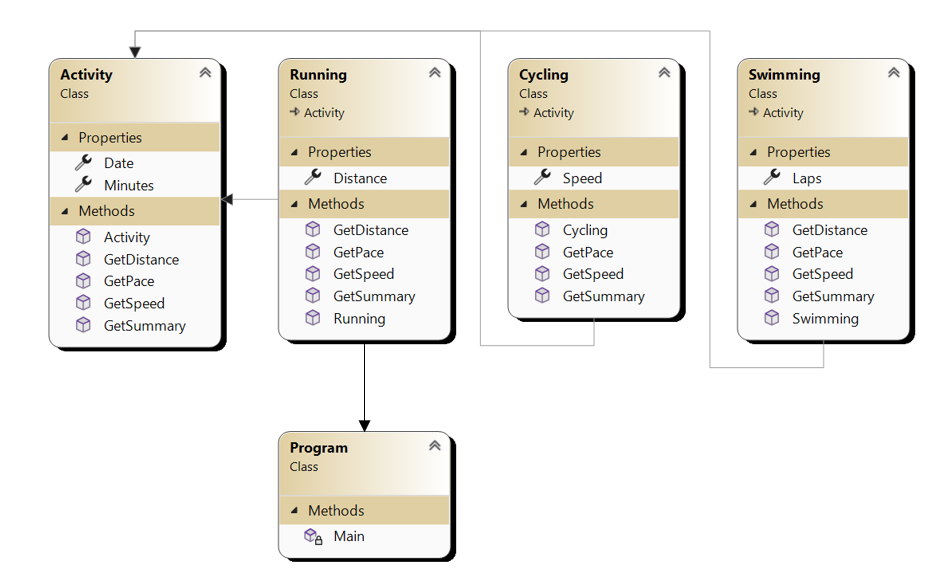 Activity
Class
Properties
Date
Minutes
Methods
Activity
GetDistance
GetPace
GetSpeed
GetSummary
Running
Class
Activity
Properties
Distance
Methods
GetDistance
GetPace
GetSpeed
GetSummary
Running
Cycling
Class
Activity
Properties
Speed
Methods
Cycling
GetPace
GetSpeed
GetSummary
Swimming
Class
Activity
Properties
Laps
Methods
GetDistance
GetPace
GetSpeed
GetSummary
Swimming
Program
Class
Methods
Main